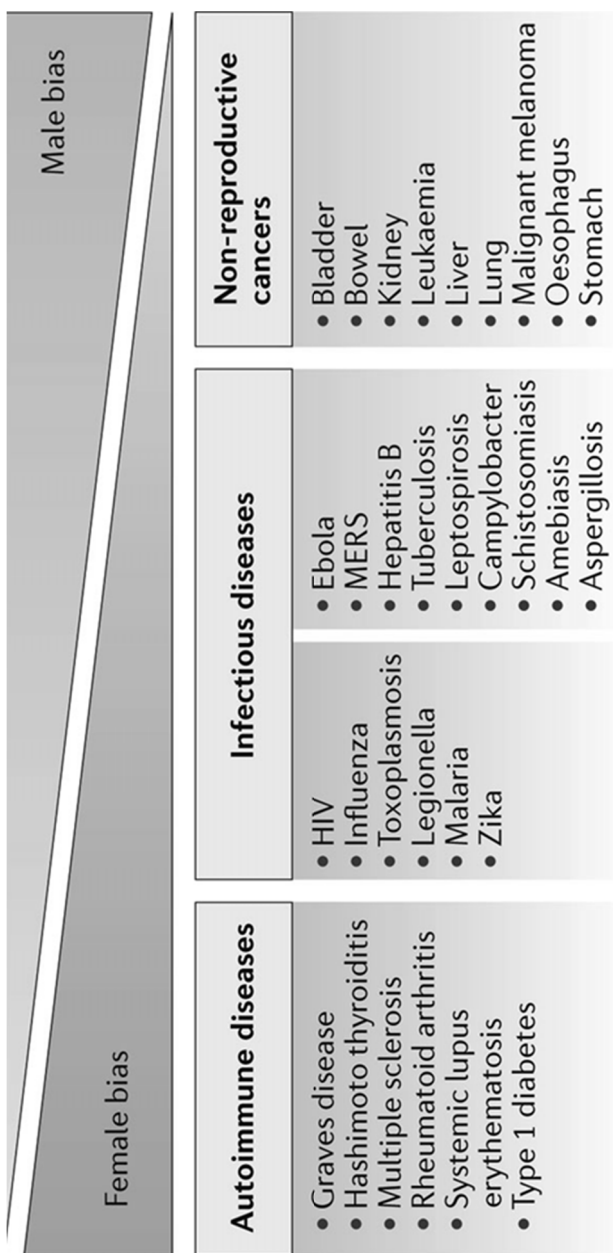 Female bias
Male bias
Autoimmune diseases
• Graves disease
• Hashimoto thyroiditis
• Multiple sclerosis
• Rheumatoid arthritis
• Systemic lupus
erythematosis
• Type 1 diabetes
Infectious diseases
• HIV
• Influenza
• Toxoplasmosis
• Legionella
• Malaria
• Zika
• Ebola
• MERS
• Hepatitis B
• Tuberculosis
• Leptospirosis
• Campylobacter
• Schistosomiasis
• Amebiasis
• Aspergillosis
Non-reproductive
cancers
• Bladder
• Bowel
• Kidney
• Leukaemia
• Liver
• Lung
• Malignant melanoma
• Oesophagus
• Stomach